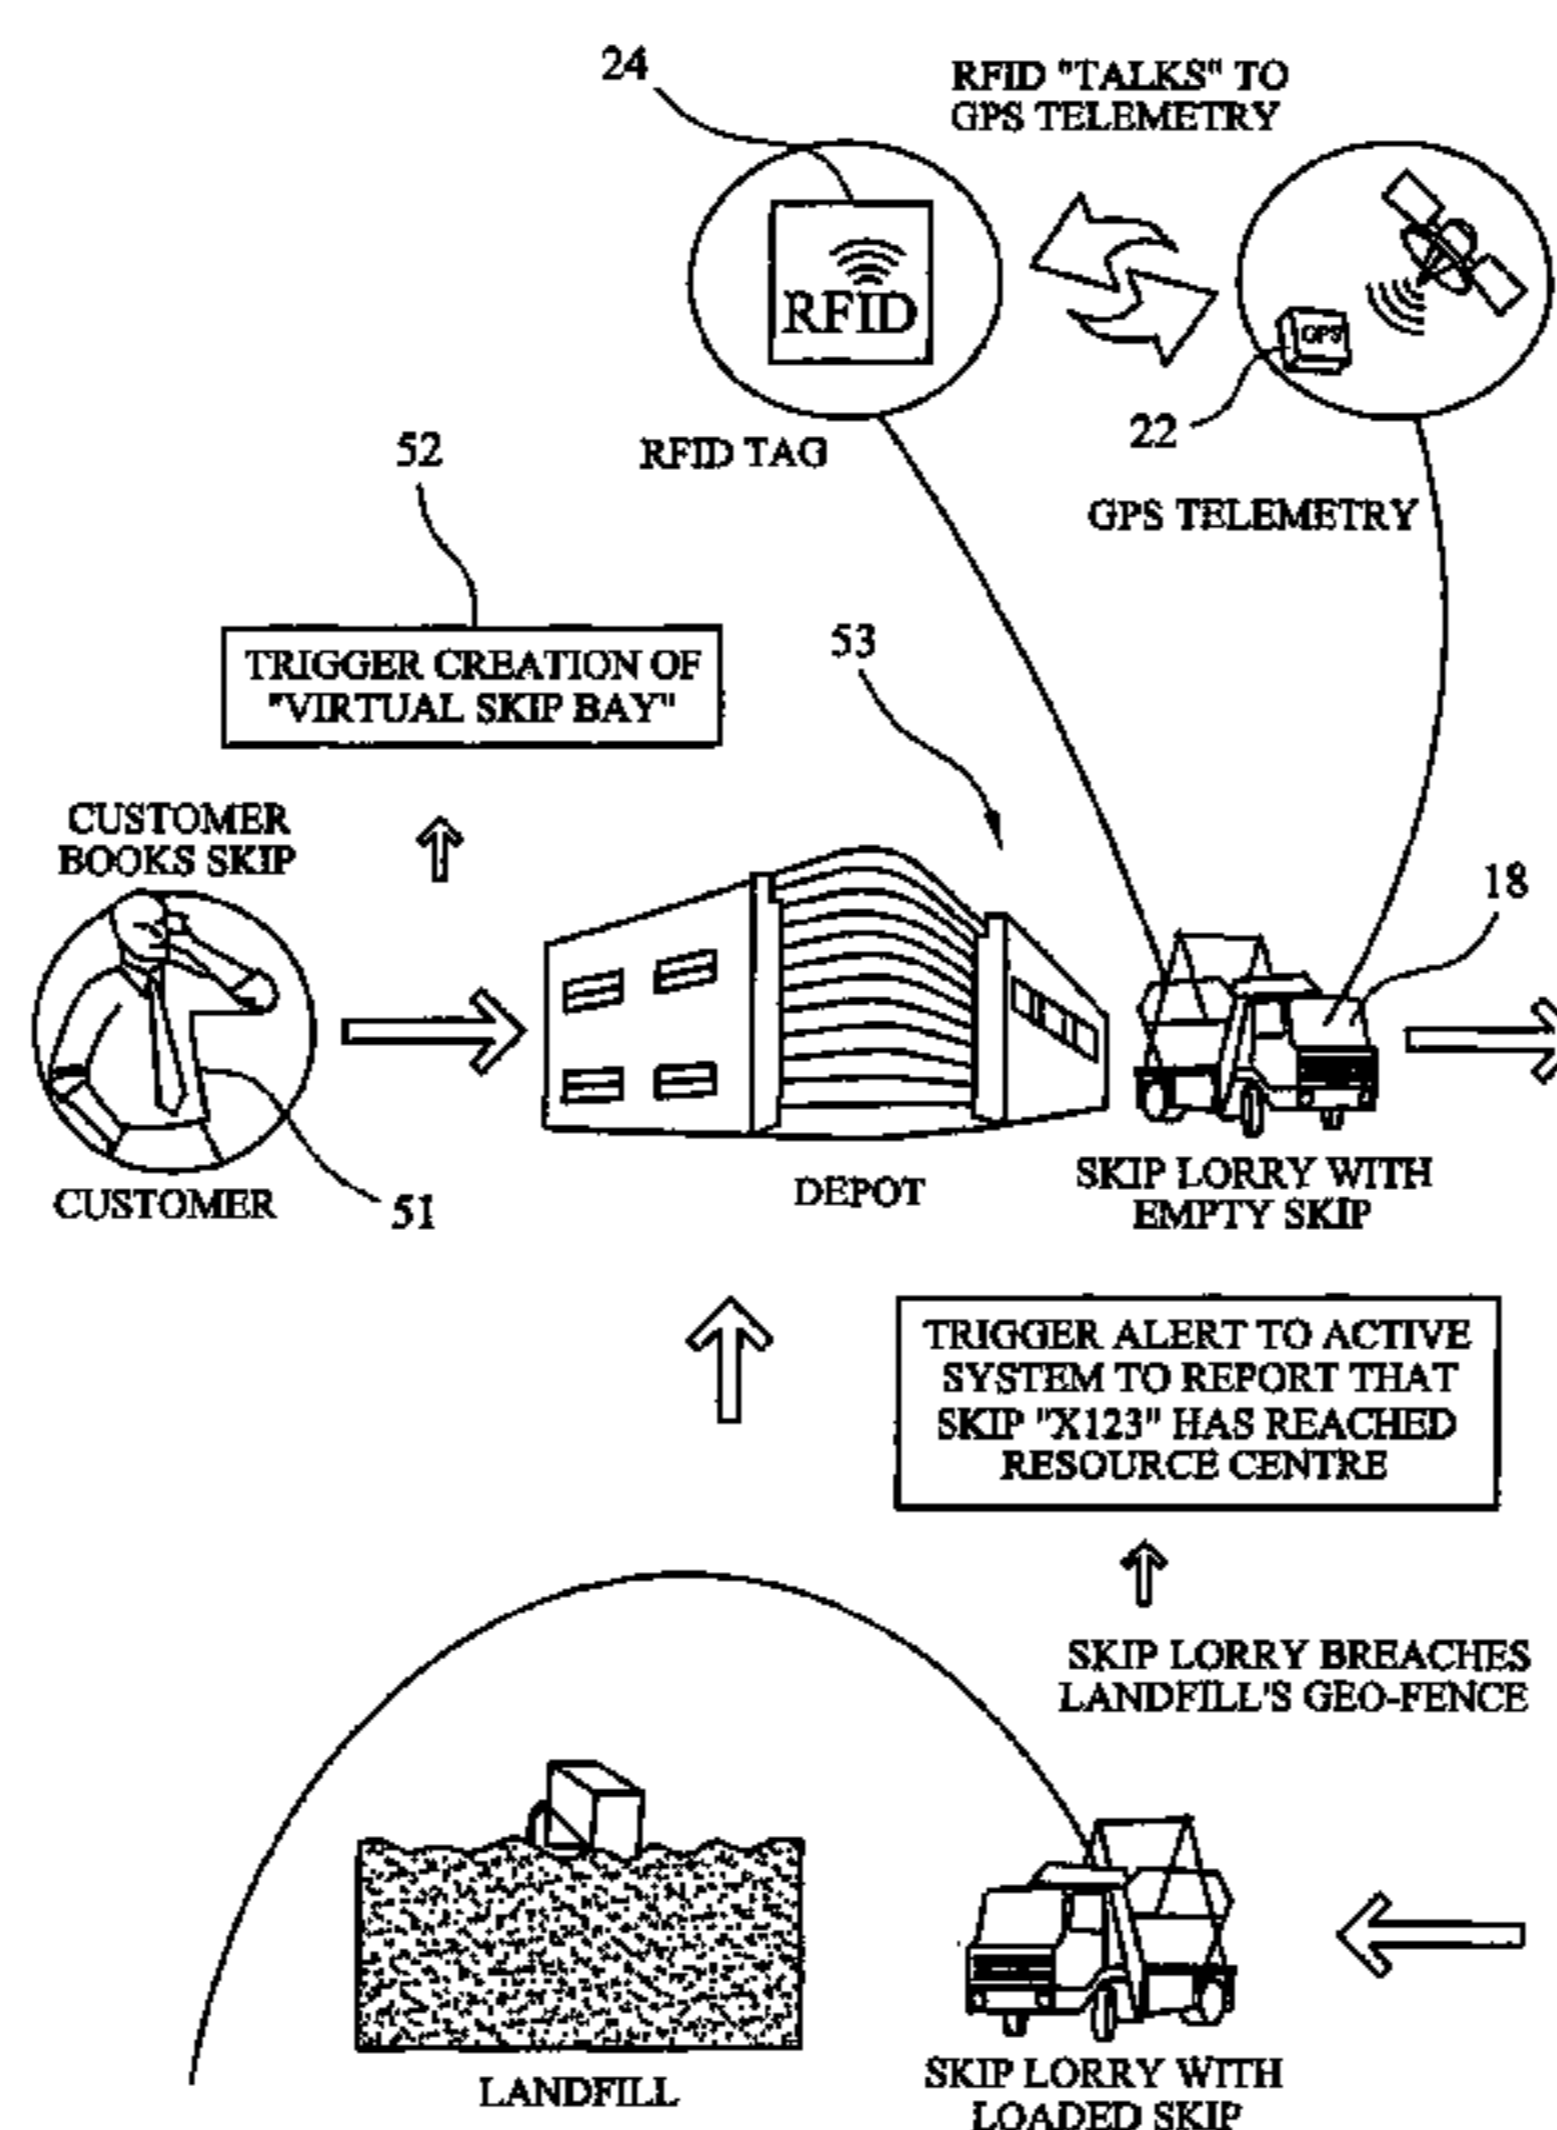 24
RFID "TALKS" TO
GPS TELEMETRY
RFID
GPS
22
RFID TAG
GPS TELEMETRY
52
TRIGGER CREATION OF
"VIRTUAL SKIP BAY"
53
CUSTOMER
BOOKS SKIP
18
CUSTOMER
51
DEPOT
SKIP LORRY WITH
EMPTY SKIP
TRIGGER ALERT TO ACTIVE
SYSTEM TO REPORT THAT
SKIP "X123" HAS REACHED
RESOURCE CENTRE
SKIP LORRY BREACHES
LANDFILL'S GEO-FENCE
LANDFILL
SKIP LORRY WITH
LOADED SKIP